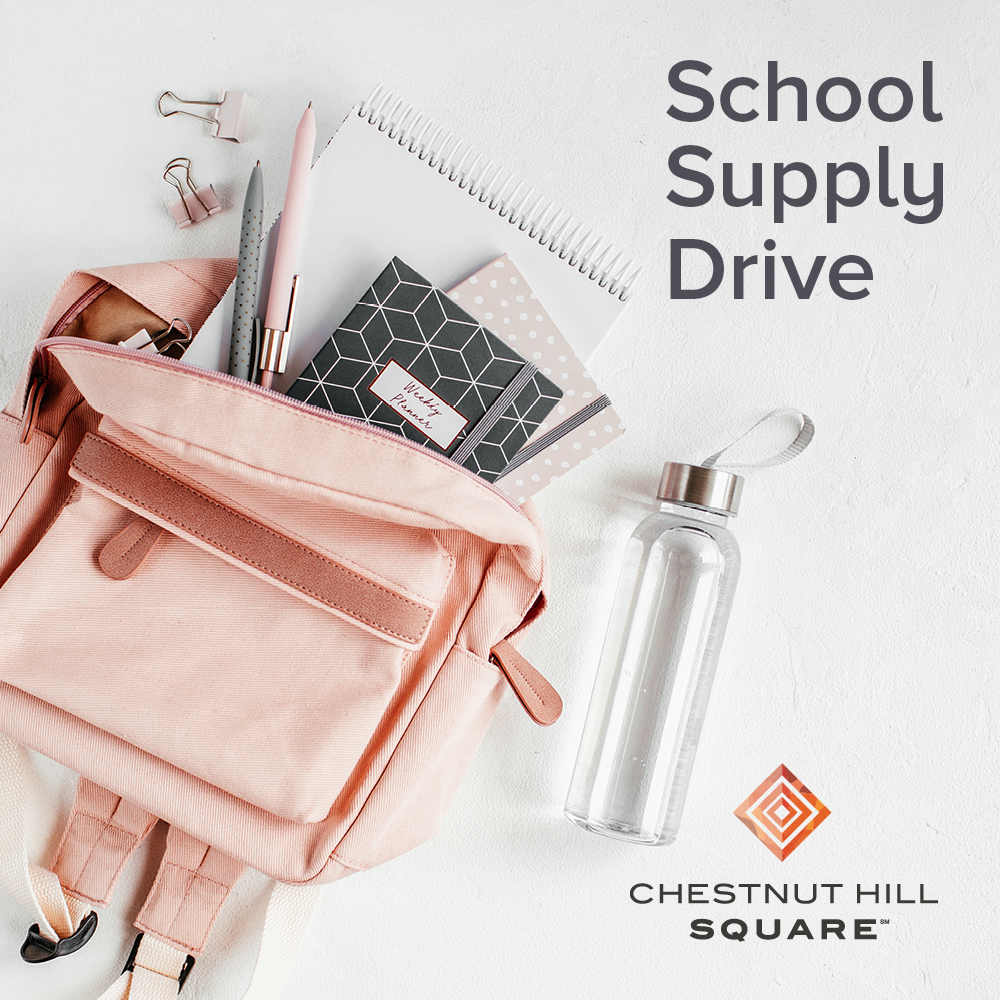 School
Supply
Drive
Weekly
Planner
CHESTNUT HILL
SQUARE℠